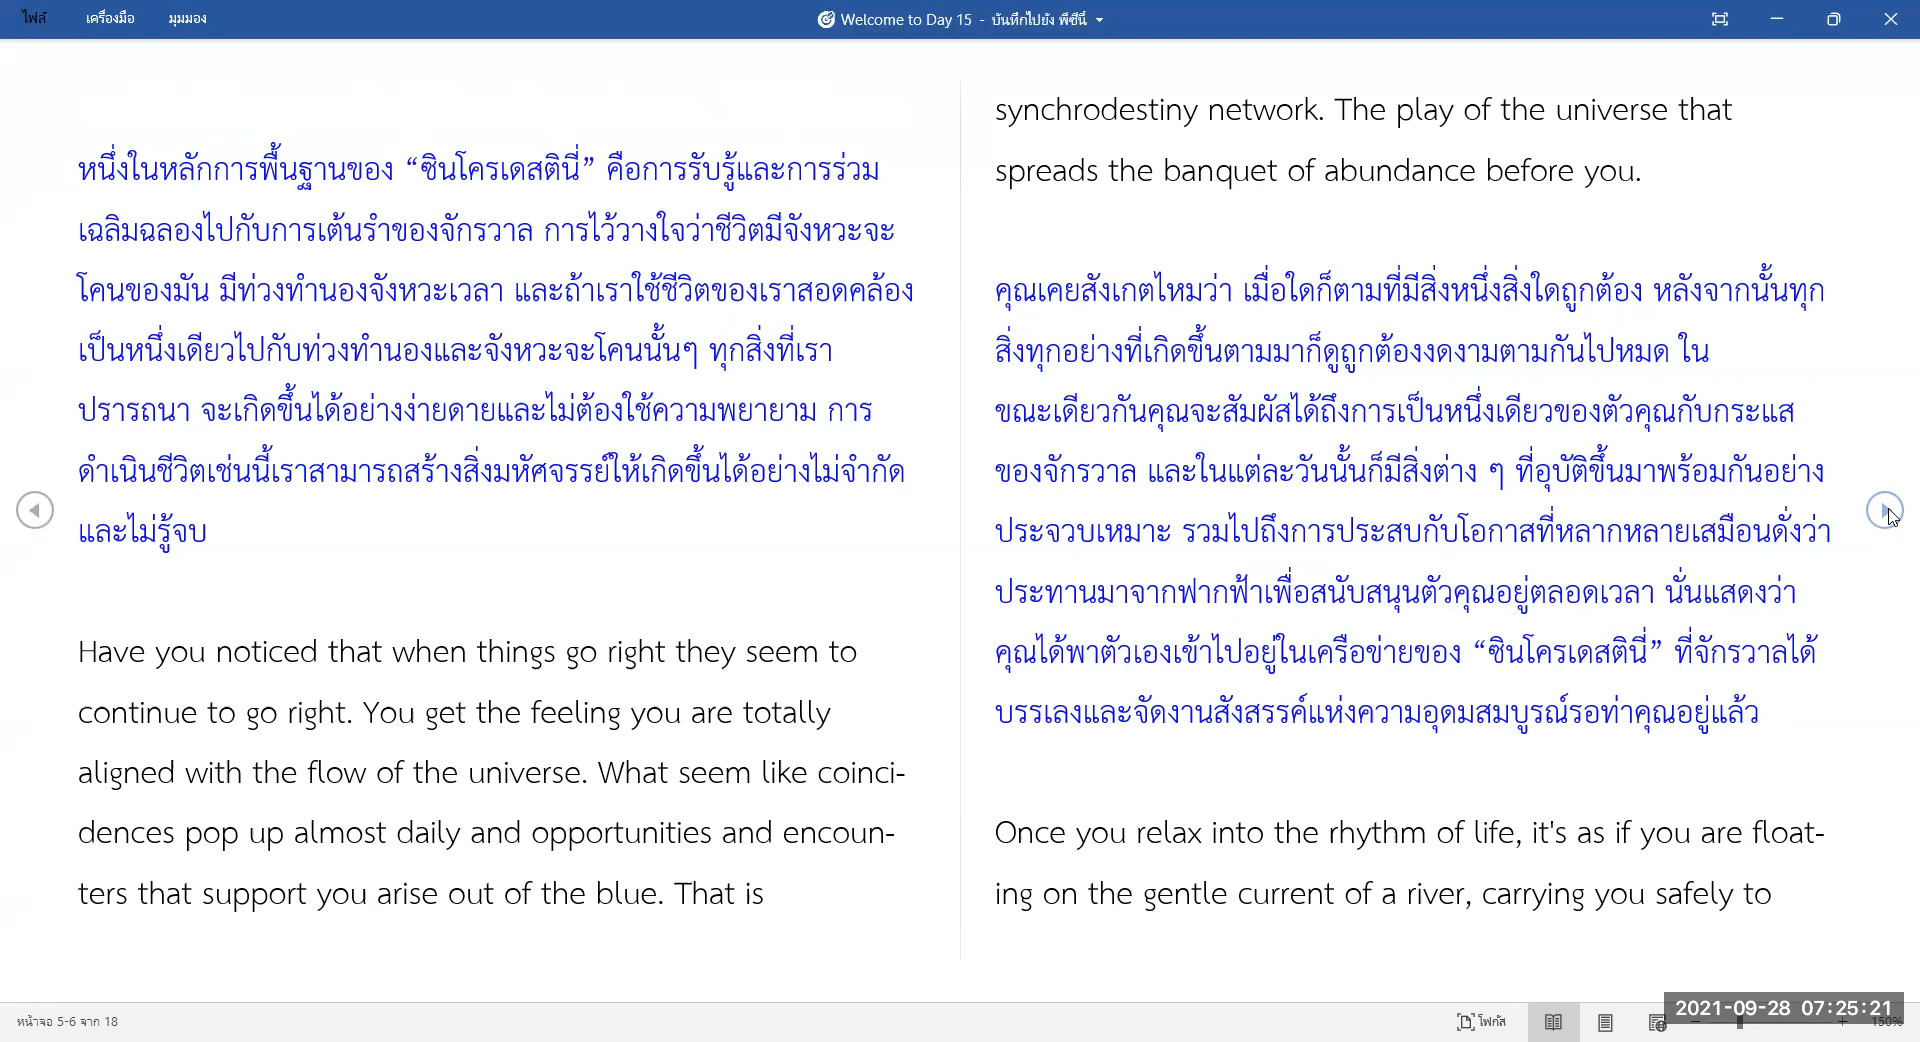 ไฟล์ เครื่องมือ มุมมอง Welcome to Day 15 - บันทึกไปยัง พีซีนี้
หนึ่งในหลักการพื้นฐานของ “ซินโครเดสตินี่” คือการรับรู้และการร่วม
เฉลิมฉลองไปกับการเต้นรำของจักรวาล การไว้วางใจว่าชีวิตมีจังหวะจะ
โคนของมัน มีท่วงทำนองจังหวะเวลา และถ้าเราใช้ชีวิตของเราสอดคล้อง
เป็นหนึ่งเดียวไปกับท่วงทำนองและจังหวะจะโคนนั้นๆ ทุกสิ่งที่เรา
ปรารถนา จะเกิดขึ้นได้อย่างง่ายดายและไม่ต้องใช้ความพยายาม การ
ดำเนินชีวิตเช่นนี้เราสามารถสร้างสิ่งมหัศจรรย์ให้เกิดขึ้นได้อย่างไม่จำกัด
และไม่รู้จบ
Have you noticed that when things go right they seem to
continue to go right. You get the feeling you are totally
aligned with the flow of the universe. What seem like coinci-
dences pop up almost daily and opportunities and encoun-
ters that support you arise out of the blue. That is
synchrodestiny network. The play of the universe that
spreads the banquet of abundance before you.
คุณเคยสังเกตไหมว่า เมื่อใดก็ตามที่มีสิ่งหนึ่งสิ่งใดถูกต้อง หลังจากนั้นทุก
สิ่งทุกอย่างที่เกิดขึ้นตามมาก็ดูถูกต้องงดงามตามกันไปหมด ใน
ขณะเดียวกันคุณจะสัมผัสได้ถึงการเป็นหนึ่งเดียวของตัวคุณกับกระแส
ของจักรวาล และในแต่ละวันนั้นก็มีสิ่งต่าง ๆ ที่อุบัติขึ้นมาพร้อมกันอย่าง
ประจวบเหมาะ รวมไปถึงการประสบกับโอกาสที่หลากหลายเสมือนดั่งว่า
ประทานมาจากฟากฟ้าเพื่อสนับสนุนตัวคุณอยู่ตลอดเวลา นั่นแสดงว่า
คุณได้พาตัวเองเข้าไปอยู่ในเครือข่ายของ “ซินโครเดสตินี่” ที่จักรวาลได้
บรรเลงและจัดงานสังสรรค์แห่งความอุดมสมบูรณ์รอท่าคุณอยู่แล้ว
Once you relax into the rhythm of life, it's as if you are float-
ing on the gentle current of a river, carrying you safely to
หน้าจอ 5-6 จาก 18 โฟกัส 150%
2021-09-28 07:25:21